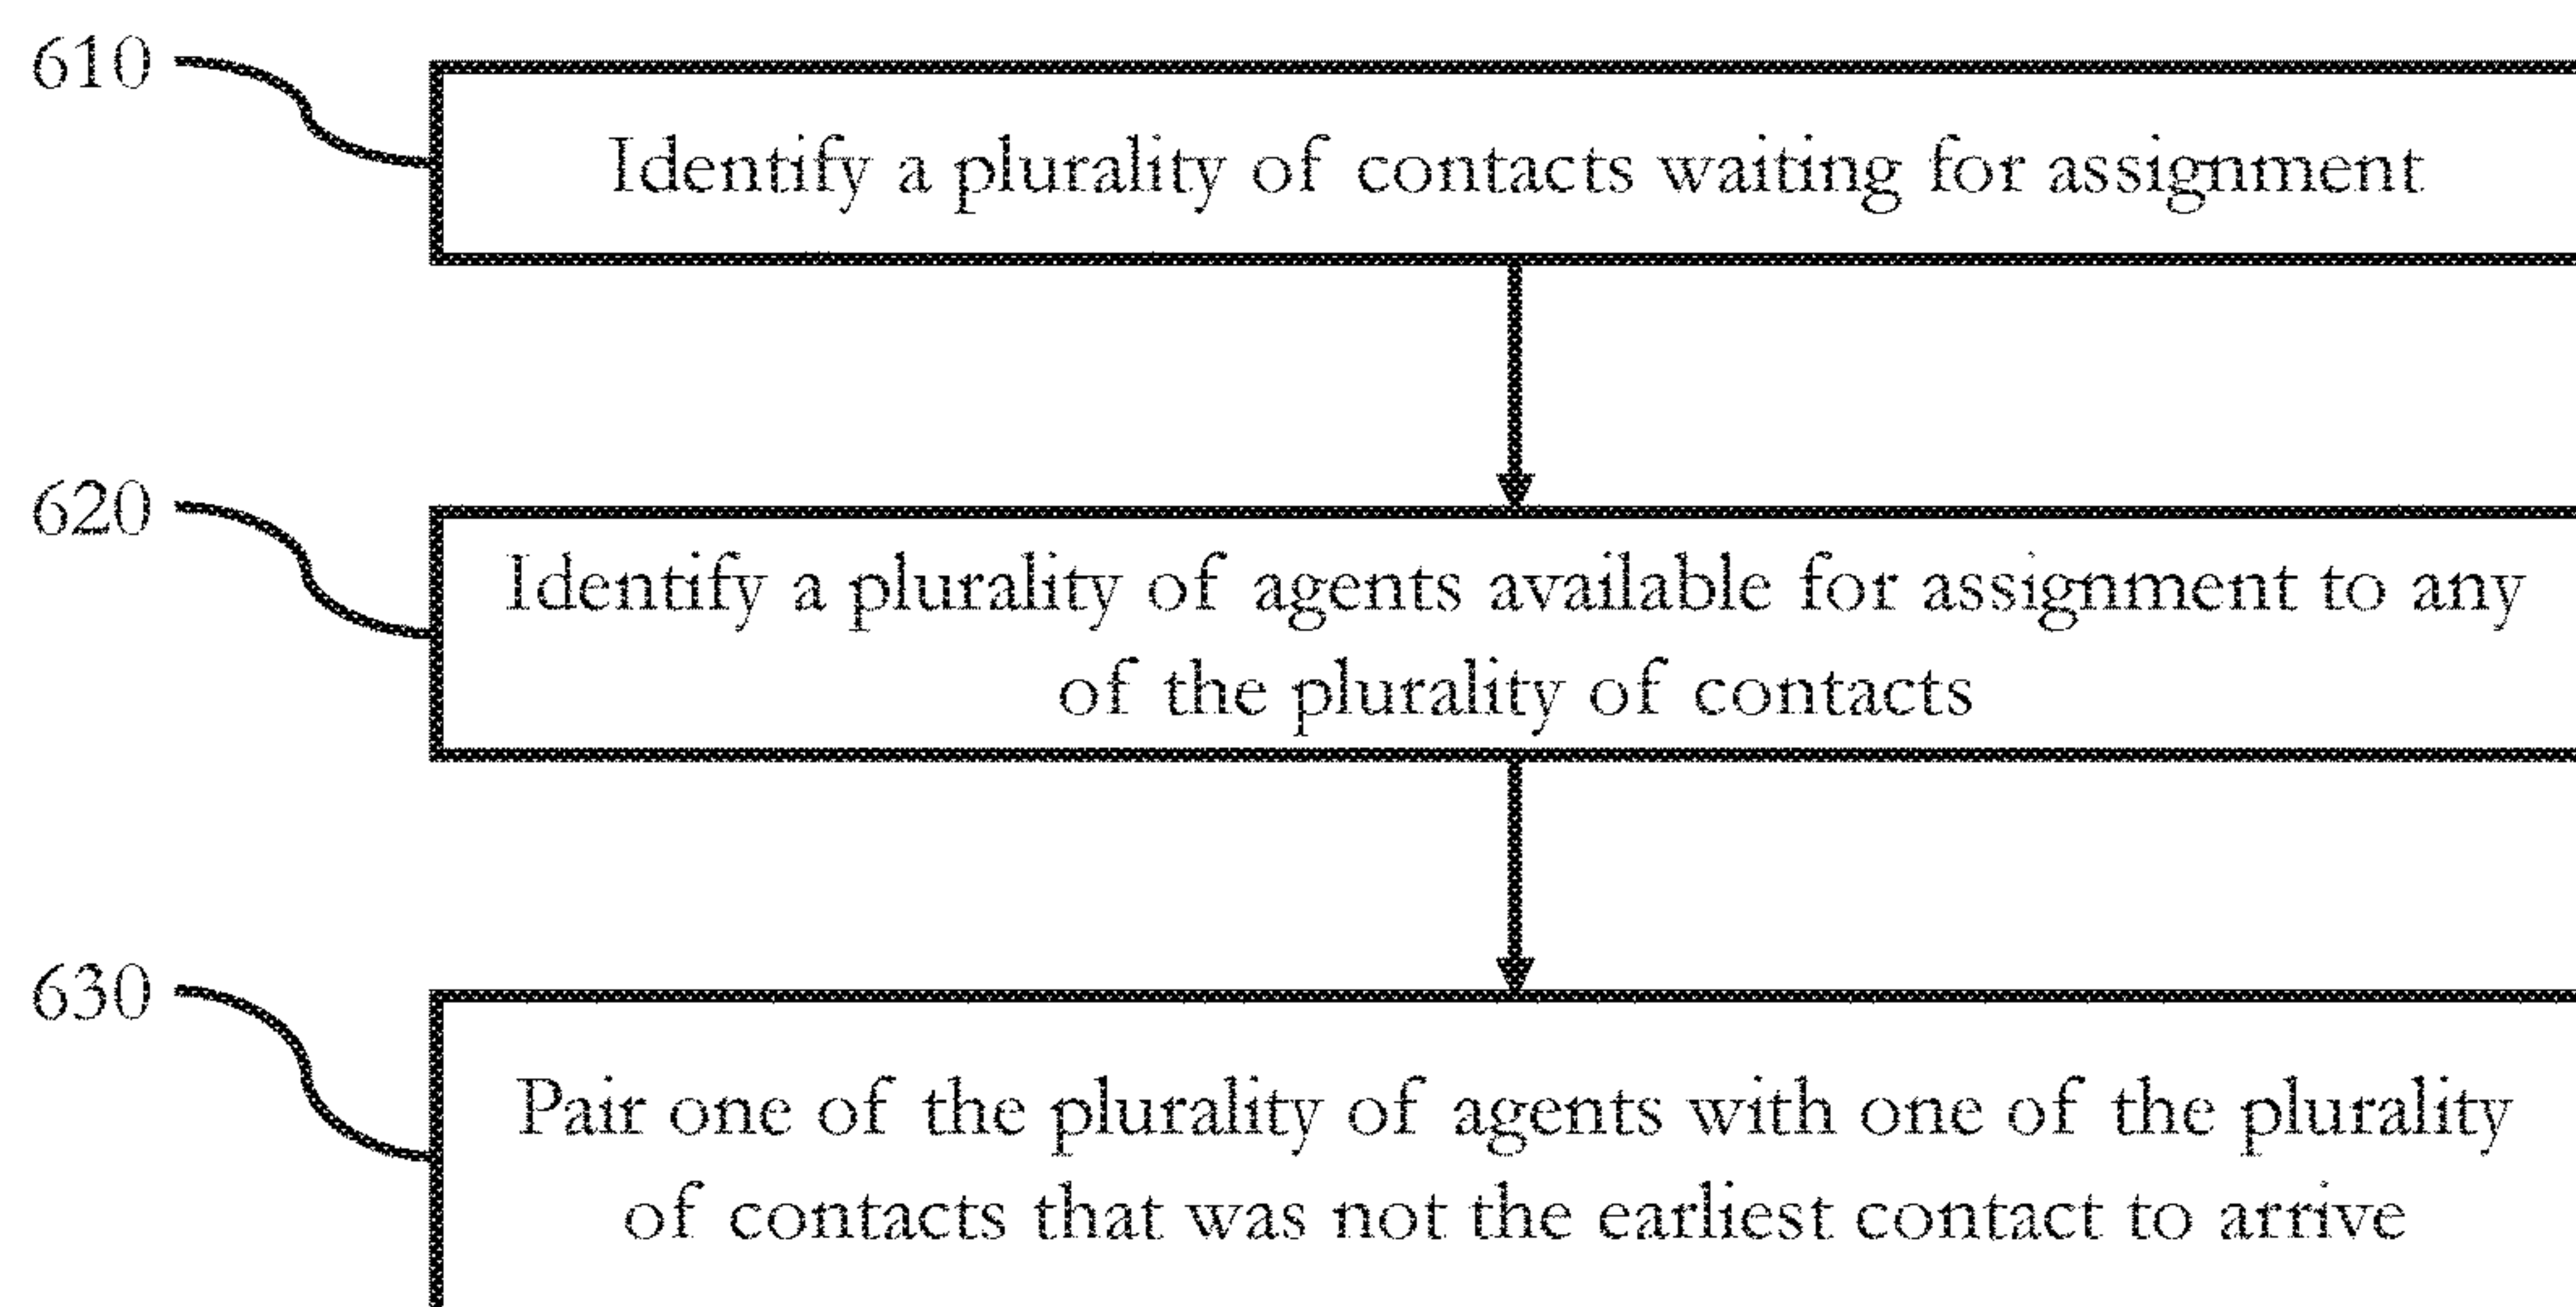 610
Identify a plurality of contacts waiting for assignment
620
Identify a plurality of agents available for assignment to any
of the plurality of contacts
630
Pair one of the plurality of agents with one of the plurality
of contacts that was not the earliest contact to arrive